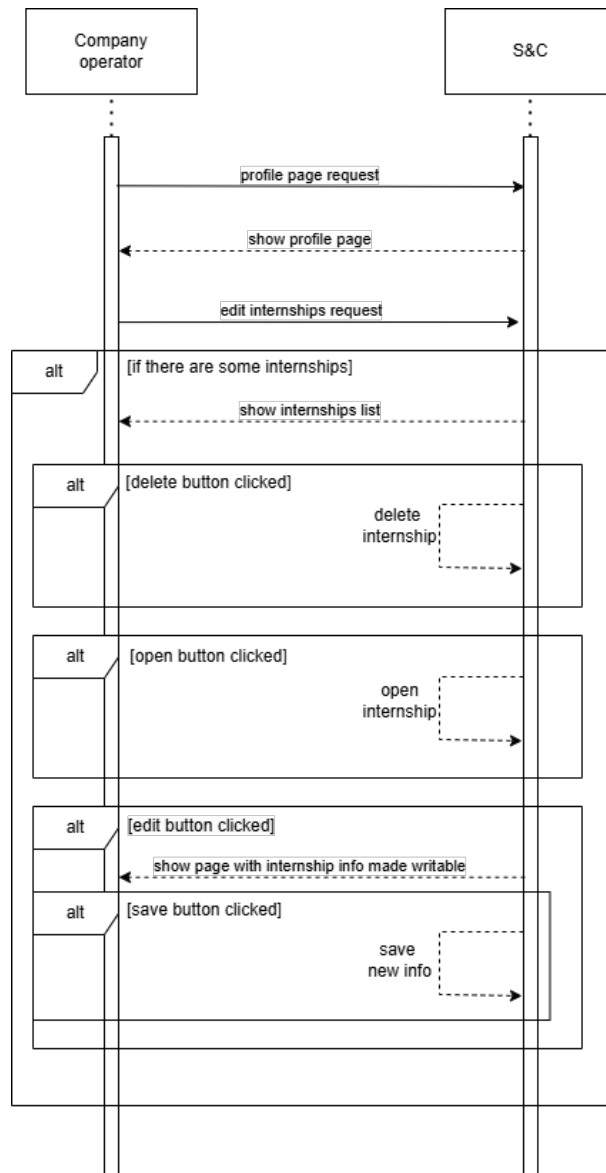 Company
operator
S&C
profile page request
show profile page
edit internships request
alt
[if there are some internships]
show internships list
alt
[delete button clicked]
delete
internship
alt
[open button clicked]
open
internship
alt
[edit button clicked]
show page with internship info made writable
alt
[save button clicked]
save
new info